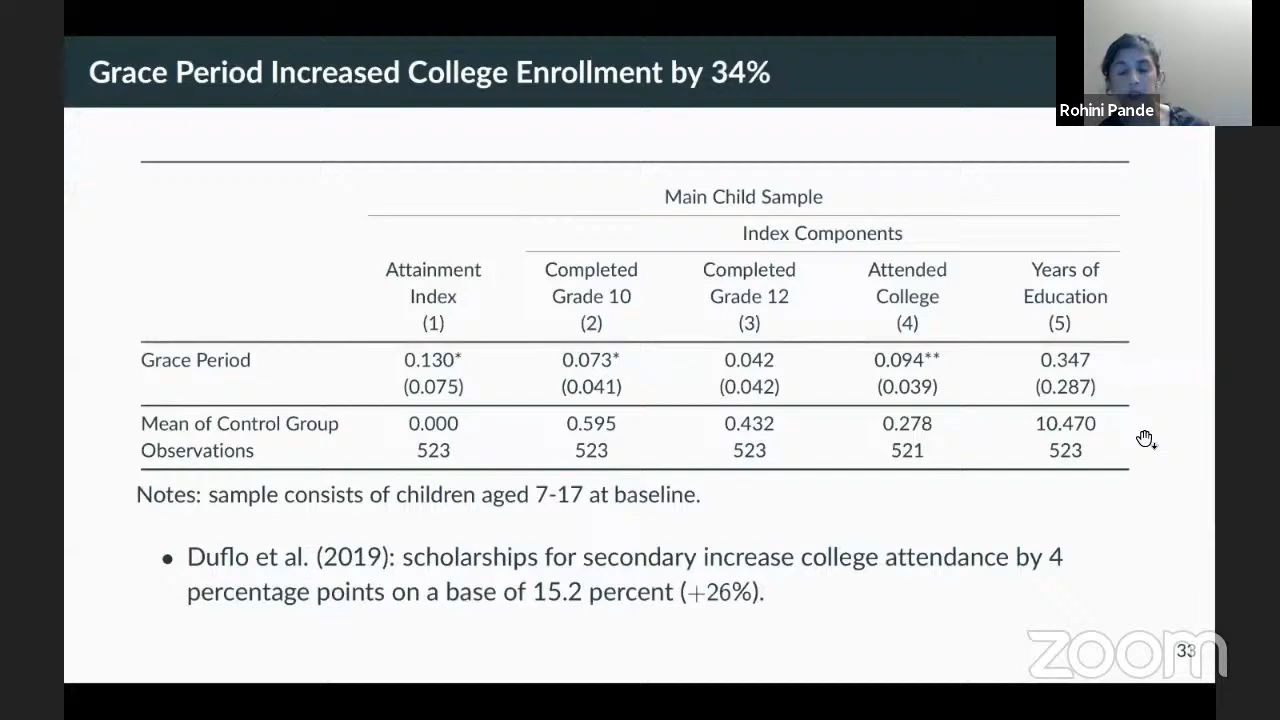 Grace Period Increased College Enrollment by 34%
Rohini Pande
Main Child Sample
Index Components
Attainment Completed Completed Attended Years of
Index Grade 10 Grade 12 College Education
(1) (2) (3) (4) (5)
Grace Period 0.130* 0.073* 0.042 0.094** 0.347
(0.075) (0.041) (0.042) (0.039) (0.287)
Mean of Control Group 0.000 0.595 0.432 0.278 10.470
Observations 523 523 523 521 523
Notes: sample consists of children aged 7-17 at baseline.
• Duflo et al. (2019): scholarships for secondary increase college attendance by 4
percentage points on a base of 15.2 percent (+26%).
zoom
33